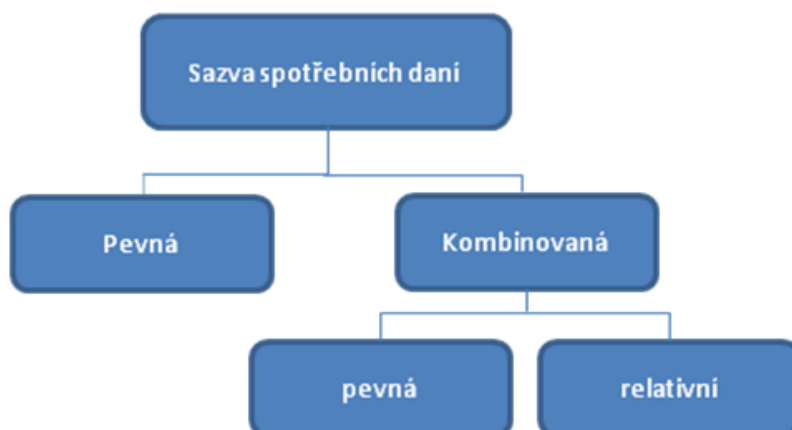 Sazva spotřebních daní
Pevná
Kombinovaná
pevná
relativní